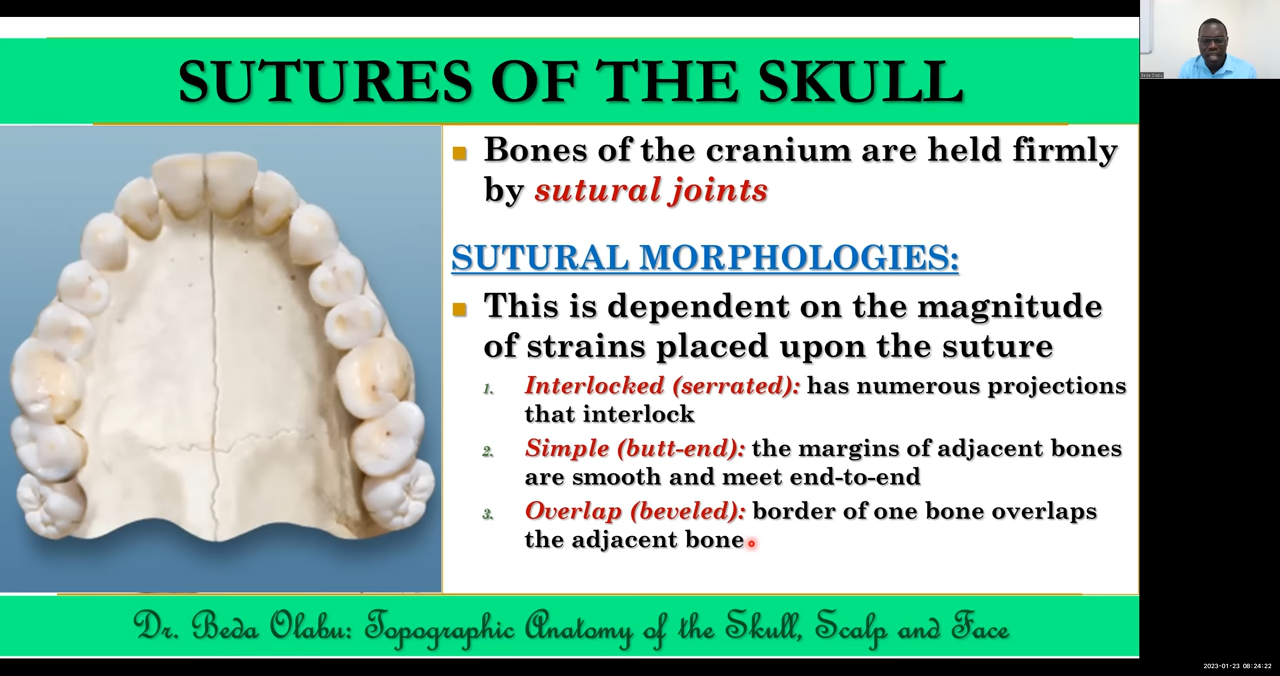 SUTURES OF THE SKULL
Bones of the cranium are held firmly
by sutural joints
SUTURAL MORPHOLOGIES:
This is dependent on the magnitude
of strains placed upon the suture
1. Interlocked (serrated): has numerous projections
that interlock
2. Simple (butt-end): the margins of adjacent bones
are smooth and meet end-to-end
3. Overlap (beveled): border of one bone overlaps
the adjacent bone
Dr. Beda Olabu: Topographic Anatomy of the Skull, Scalp and Face
Beda Olabu
2023-01-23 08:24:22